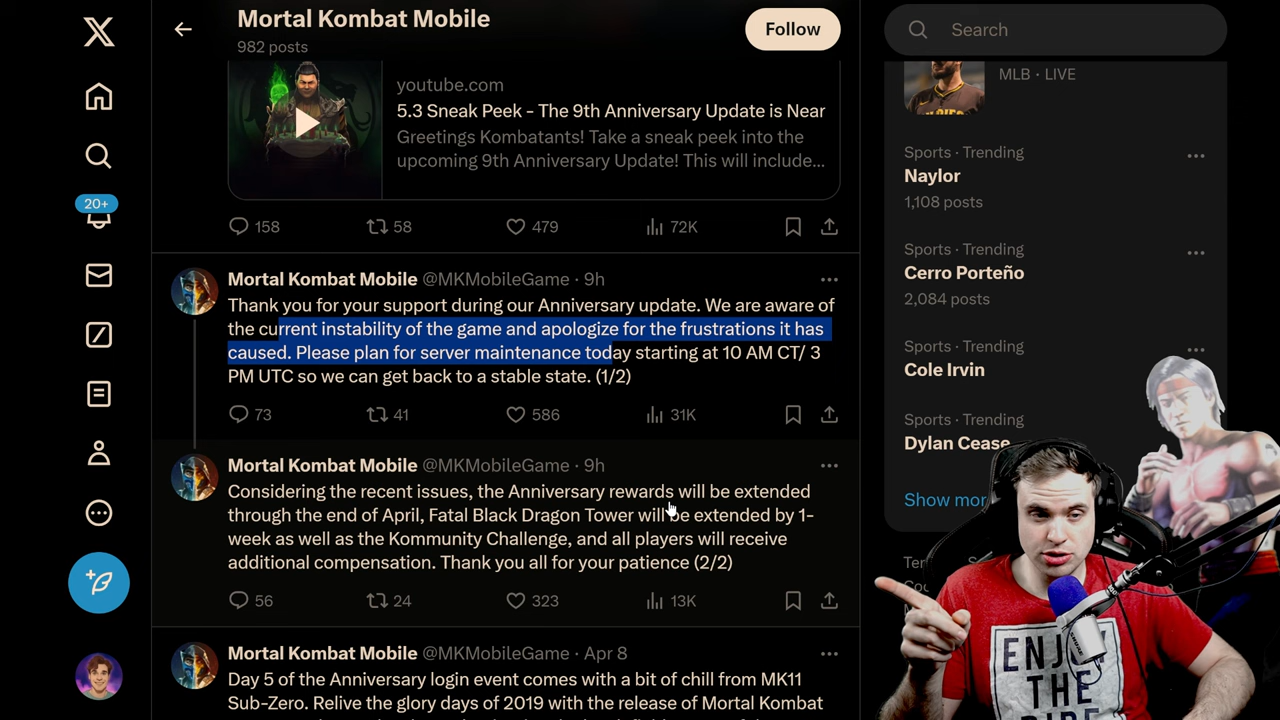 Mortal Kombat Mobile
982 posts
Follow
Search
youtube.com
5.3 Sneak Peek - The 9th Anniversary Update is Near
Greetings Kombatants! Take a sneak peek into the
upcoming 9th Anniversary Update! This will include...
158 58 479 72K
20+
Mortal Kombat Mobile @MKMobileGame · 9h
Thank you for your support during our Anniversary update. We are aware of
the current instability of the game and apologize for the frustrations it has
caused. Please plan for server maintenance today starting at 10 AM CT/ 3
PM UTC so we can get back to a stable state. (1/2)
73 41 586 31K
Mortal Kombat Mobile @MKMobileGame · 9h
Considering the recent issues, the Anniversary rewards will be extended
through the end of April, Fatal Black Dragon Tower will be extended by 1-
week as well as the Kommunity Challenge, and all players will receive
additional compensation. Thank you all for your patience (2/2)
56 24 323 13K
Mortal Kombat Mobile @MKMobileGame · Apr 8
Day 5 of the Anniversary login event comes with a bit of chill from MK11
Sub-Zero. Relive the glory days of 2019 with the release of Mortal Kombat
MLB · LIVE
Sports · Trending
Naylor
1,108 posts
Sports · Trending
Cerro Porteño
2,084 posts
Sports · Trending
Cole Irvin
Sports · Trending
Dylan Cease
Show mor
Ter
ENJOY
THE